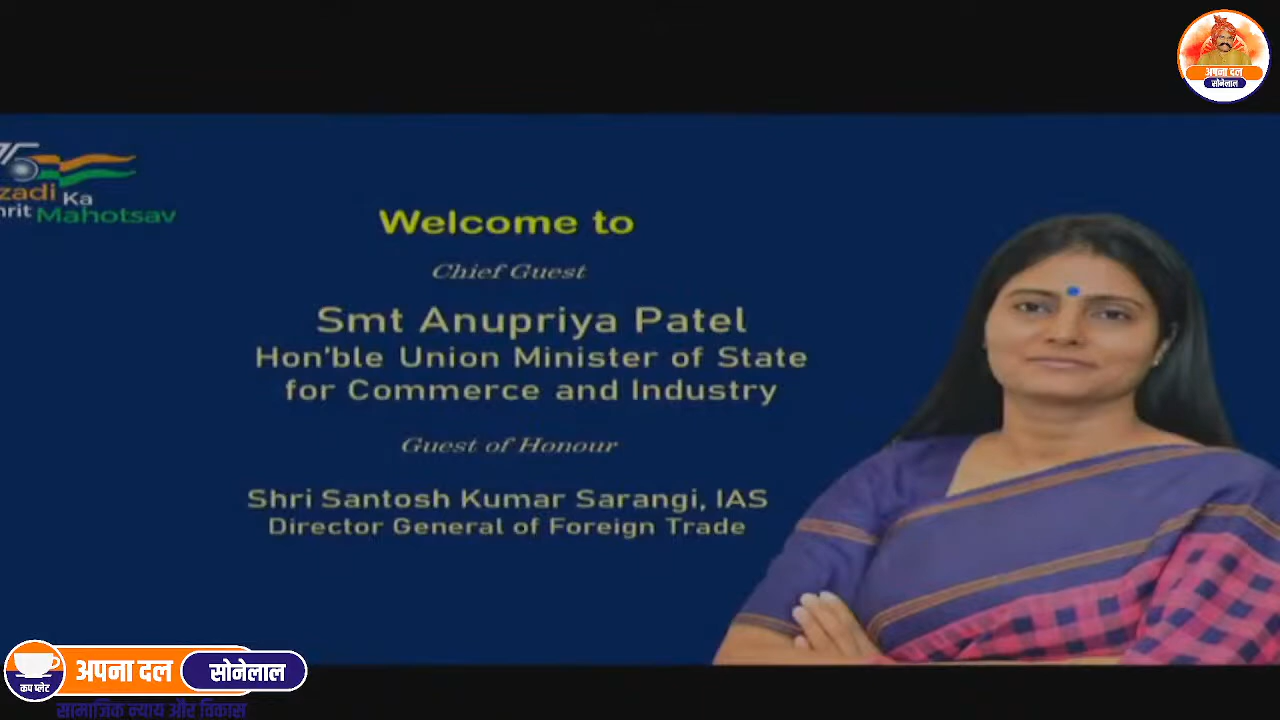 अपना दल
सोनेलाल
75
zadi Ka
nrit Mahotsav
Welcome to
Chief Guest
Smt Anupriya Patel
Hon'ble Union Minister of State
for Commerce and Industry
Guest of Honour
Shri Santosh Kumar Sarangi, IAS
Director General of Foreign Trade
कप प्लेट
अपना दल सोनेलाल
सामाजिक न्याय और विकास